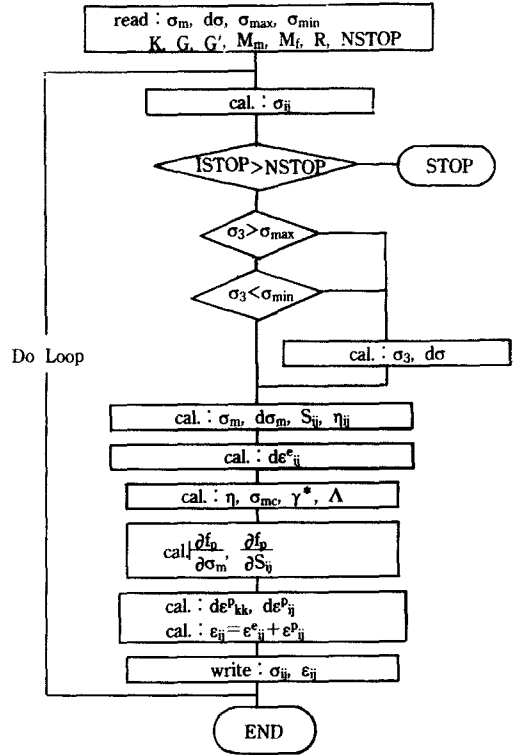 read : σm, dσ, σmax, σmin
K, G, G′, Mm, Mf, R, NSTOP
cal. : σij
ISTOP>NSTOP
STOP
σ3>σmax
σ3<σmin
Do Loop
cal. : σ3, dσ
cal. : σm, dσm, Sij, ηij
cal. : dεᵉij
cal. : η, σmc, γ*, Λ
cal. ∂fp/∂σm, ∂fp/∂Sij
cal. : dεᵖkk, dεᵖij
cal. : εij=εᵉij+εᵖij
write : σij, εij
END